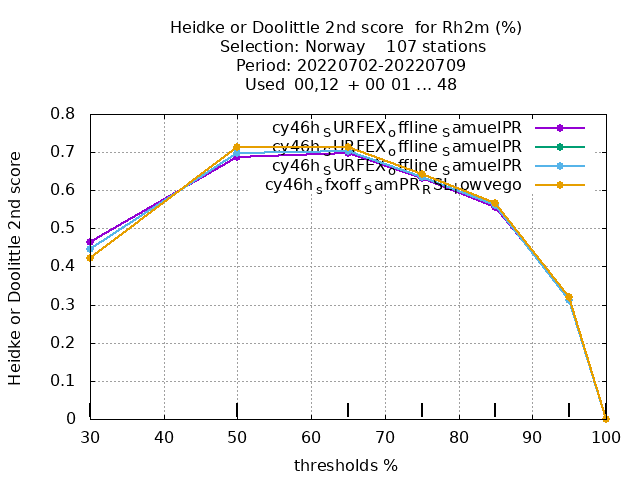 Heidke or Doolittle 2nd score for Rh2m (%)
Selection: Norway 107 stations
Period: 20220702-20220709
Used 00,12 + 00 01 ... 48
cy46h_SURFEX_offline_SamuelPR
cy46h_SURFEX_offline_SamuelPR
cy46h_SURFEX_offline_SamuelPR
cy46h_sfxoff_SamPR_RSL_lowvego
Heidke or Doolittle 2nd score
0.8
0.7
0.6
0.5
0.4
0.3
0.2
0.1
0
30 40 50 60 70 80 90 100
thresholds %